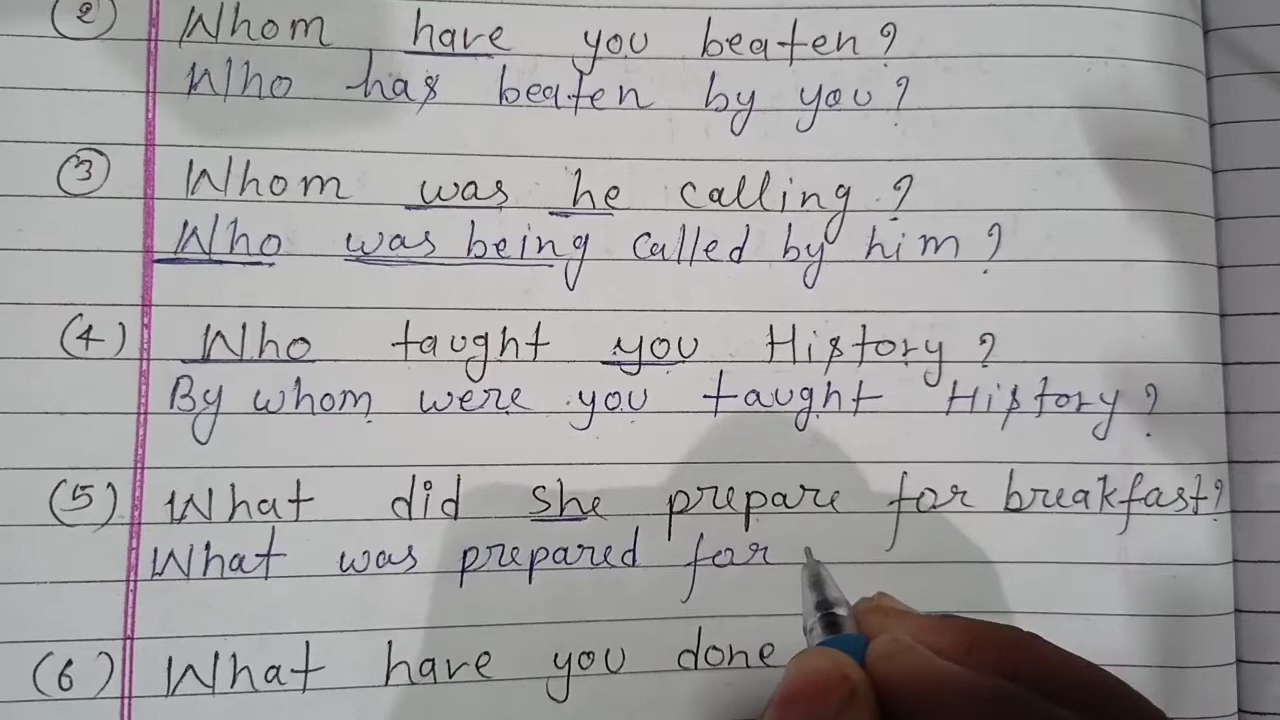 (2) Whom have you beaten?
Who has beaten by you?
(3) Whom was he calling?
Who was being called by him?
(4) Who taught you History?
By whom were you taught History?
(5) What did she prepare for breakfast?
What was prepared for
(6) What have you done